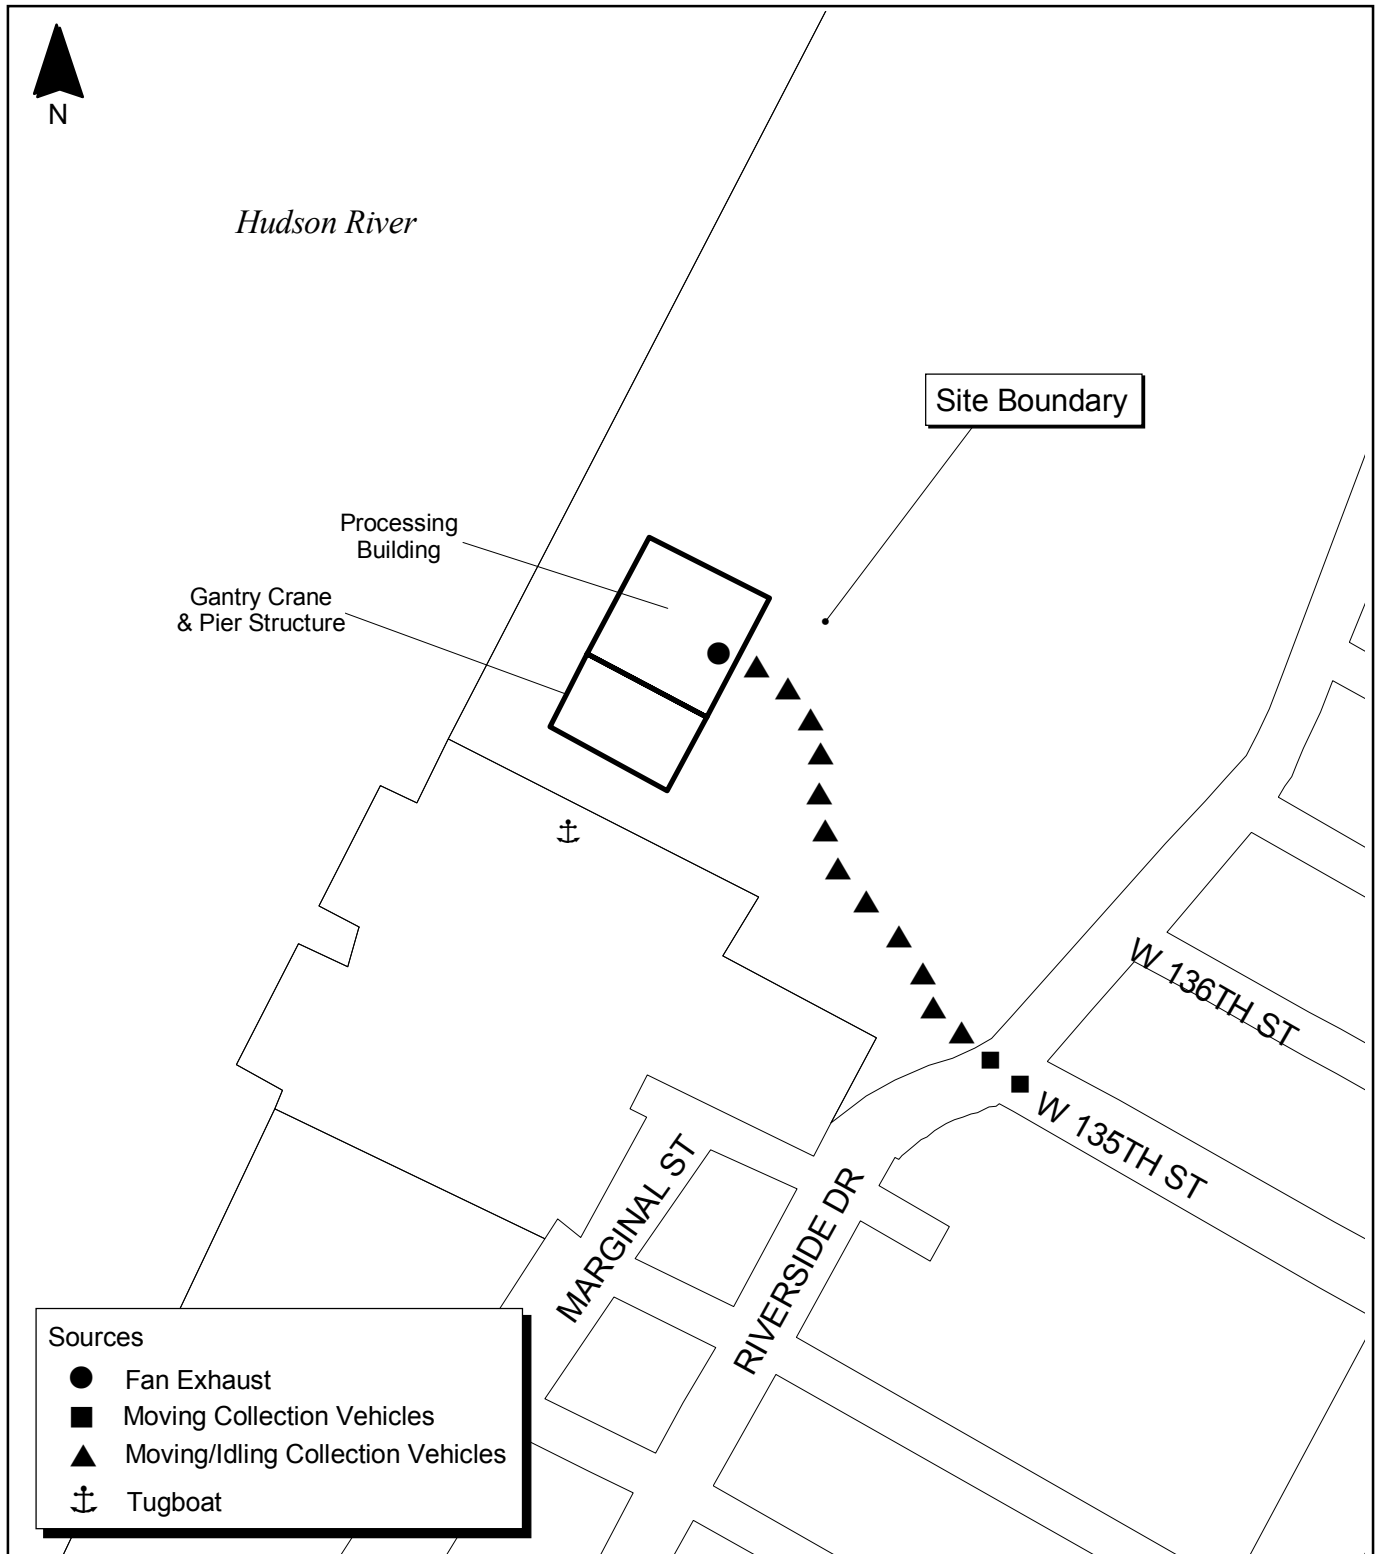 N
Hudson River
Site Boundary
Processing
Building
Gantry Crane
& Pier Structure
W 136TH ST
W 135TH ST
MARGINAL ST
RIVERSIDE DR
Sources
Fan Exhaust
Moving Collection Vehicles
Moving/Idling Collection Vehicles
Tugboat